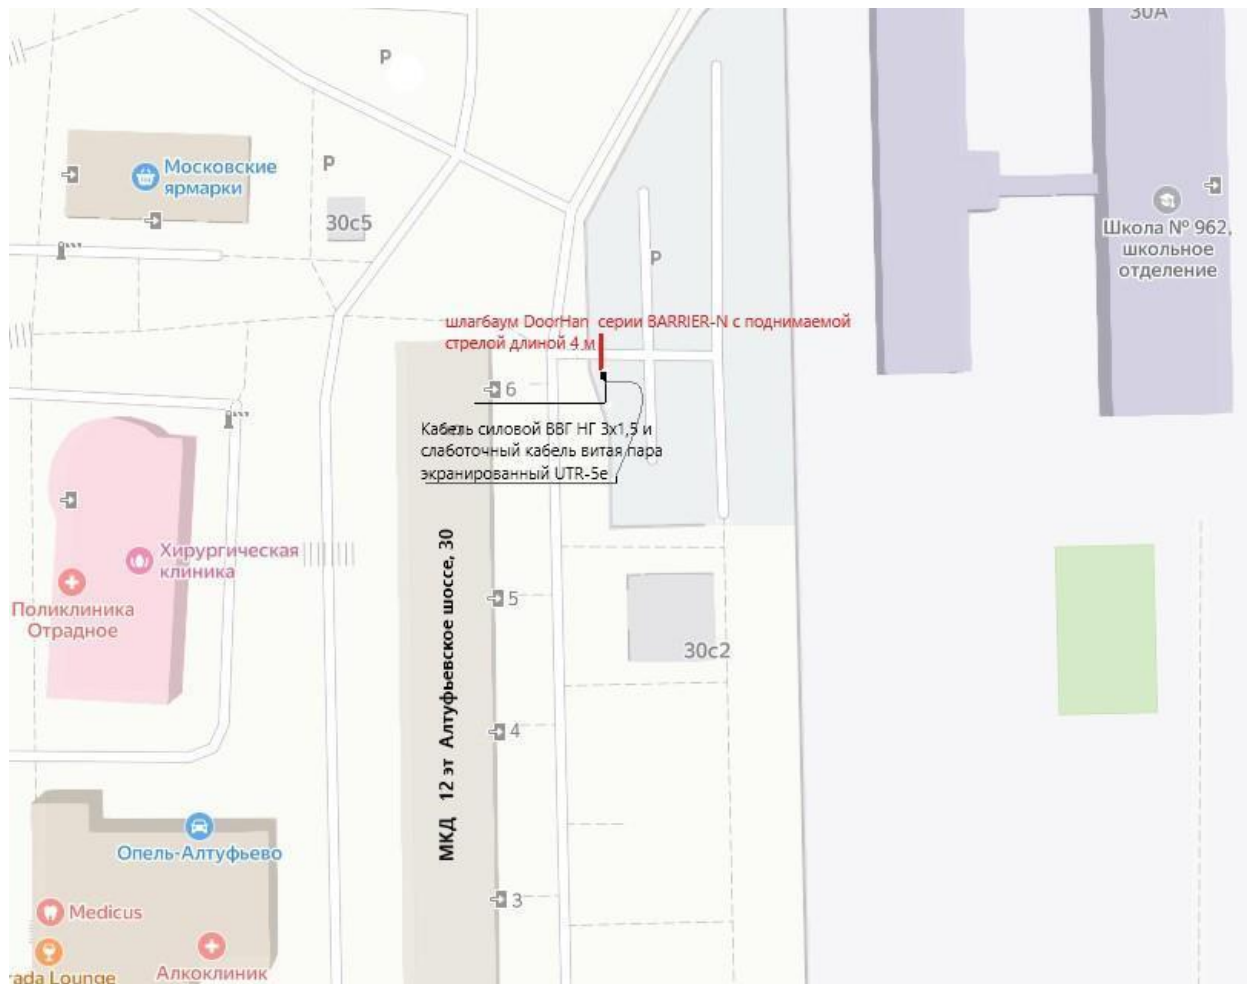 30А
P
Московские
ярмарки
P
30с5
Школа № 962,
школьное
отделение
P
шлагбаум DoorHan серии BARRIER-N с поднимаемой
стрелой длиной 4 м
6
Кабель силовой ВВГ НГ 3х1,5 и
слаботочный кабель витая пара
экранированный UTR-5e
Хирургическая
клиника
Поликлиника
Отрадное
МКД 12 эт Алтуфьевское шоссе, 30
5
30с2
4
Опель-Алтуфьево
3
Medicus
Алкоклиник
rada Lounge